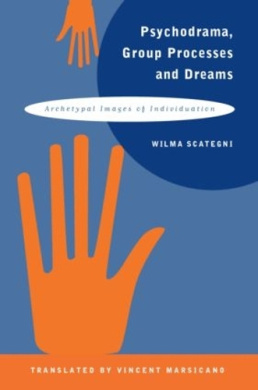 Psychodrama,
Group Processes
and Dreams
Archetypal Images of Individuation
WILMA SCATEGNI
TRANSLATED BY VINCENT MARSICANO